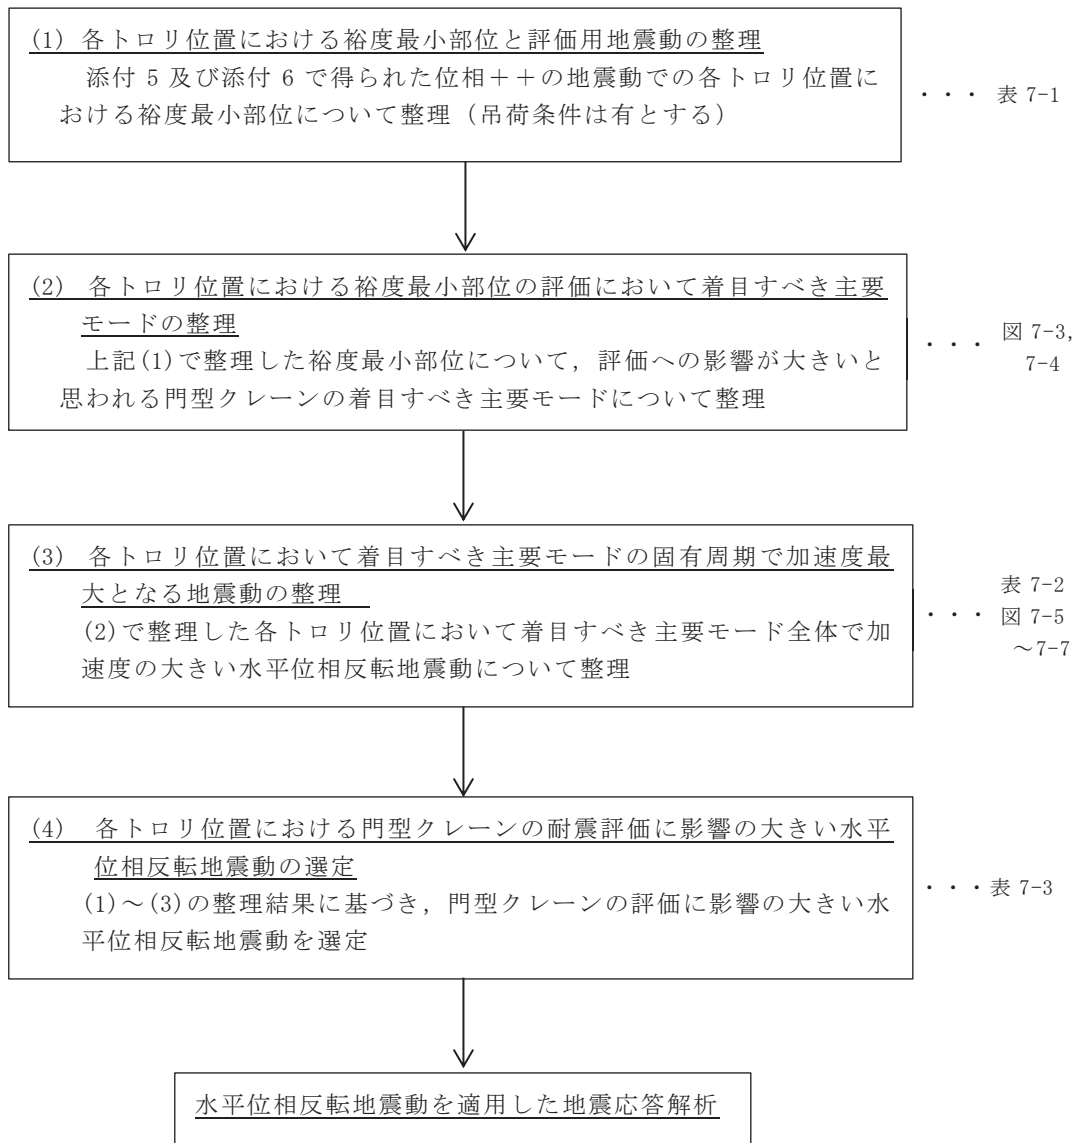 (1) 各トロリ位置における裕度最小部位と評価用地震動の整理
添付 5 及び添付 6 で得られた位相++の地震動での各トロリ位置に
おける裕度最小部位について整理（吊荷条件は有とする）
・・・ 表 7-1
(2) 各トロリ位置における裕度最小部位の評価において着目すべき主要
モードの整理
上記(1)で整理した裕度最小部位について，評価への影響が大きいと
思われる門型クレーンの着目すべき主要モードについて整理
・・・ 図 7-3,
7-4
(3) 各トロリ位置において着目すべき主要モードの固有周期で加速度最
大となる地震動の整理
(2)で整理した各トロリ位置において着目すべき主要モード全体で加
速度の大きい水平位相反転地震動について整理
表 7-2
・・・ 図 7-5
～7-7
(4) 各トロリ位置における門型クレーンの耐震評価に影響の大きい水平
位相反転地震動の選定
(1)～(3)の整理結果に基づき，門型クレーンの評価に影響の大きい水
平位相反転地震動を選定
・・・表 7-3
水平位相反転地震動を適用した地震応答解析